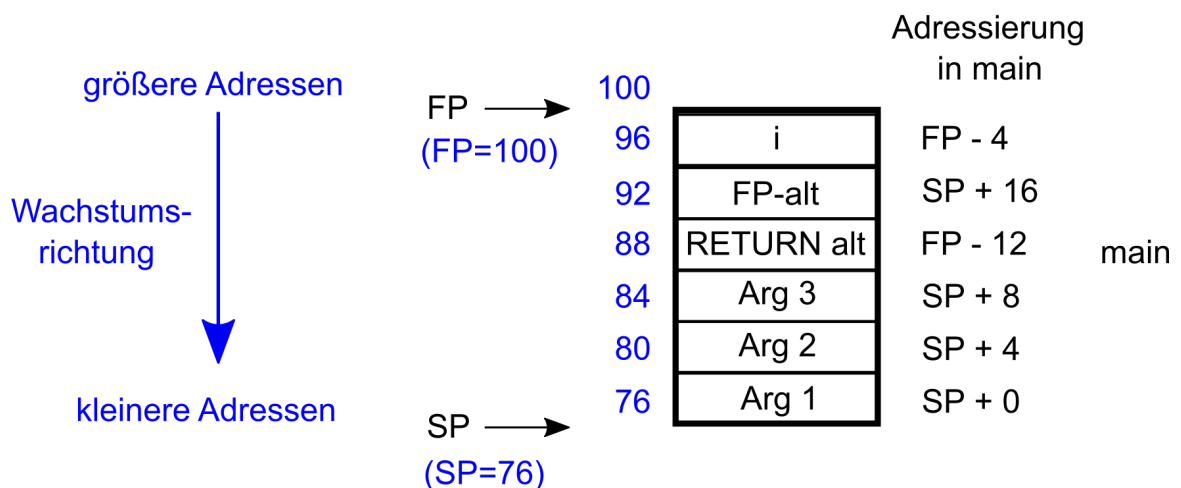 Adressierung
in main
größere Adressen
100
FP
(FP=100)
96
i
FP - 4
92
FP-alt
SP + 16
Wachstums-
richtung
88
RETURN alt
FP - 12
main
84
Arg 3
SP + 8
80
Arg 2
SP + 4
kleinere Adressen
76
Arg 1
SP + 0
SP
(SP=76)